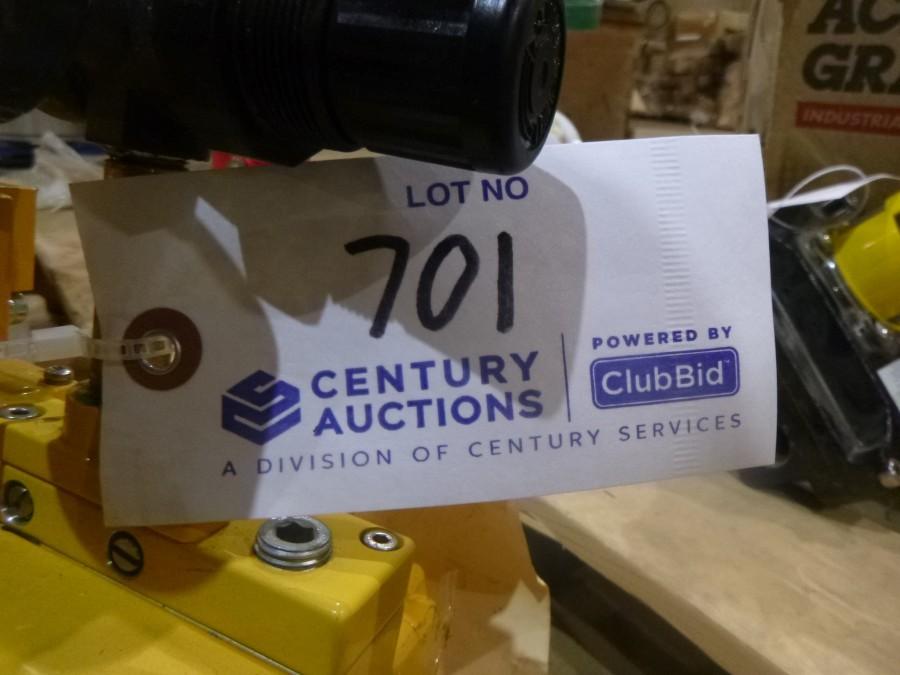 LOT NO
701
CENTURY
AUCTIONS
POWERED BY
ClubBid
A DIVISION OF CENTURY SERVICES